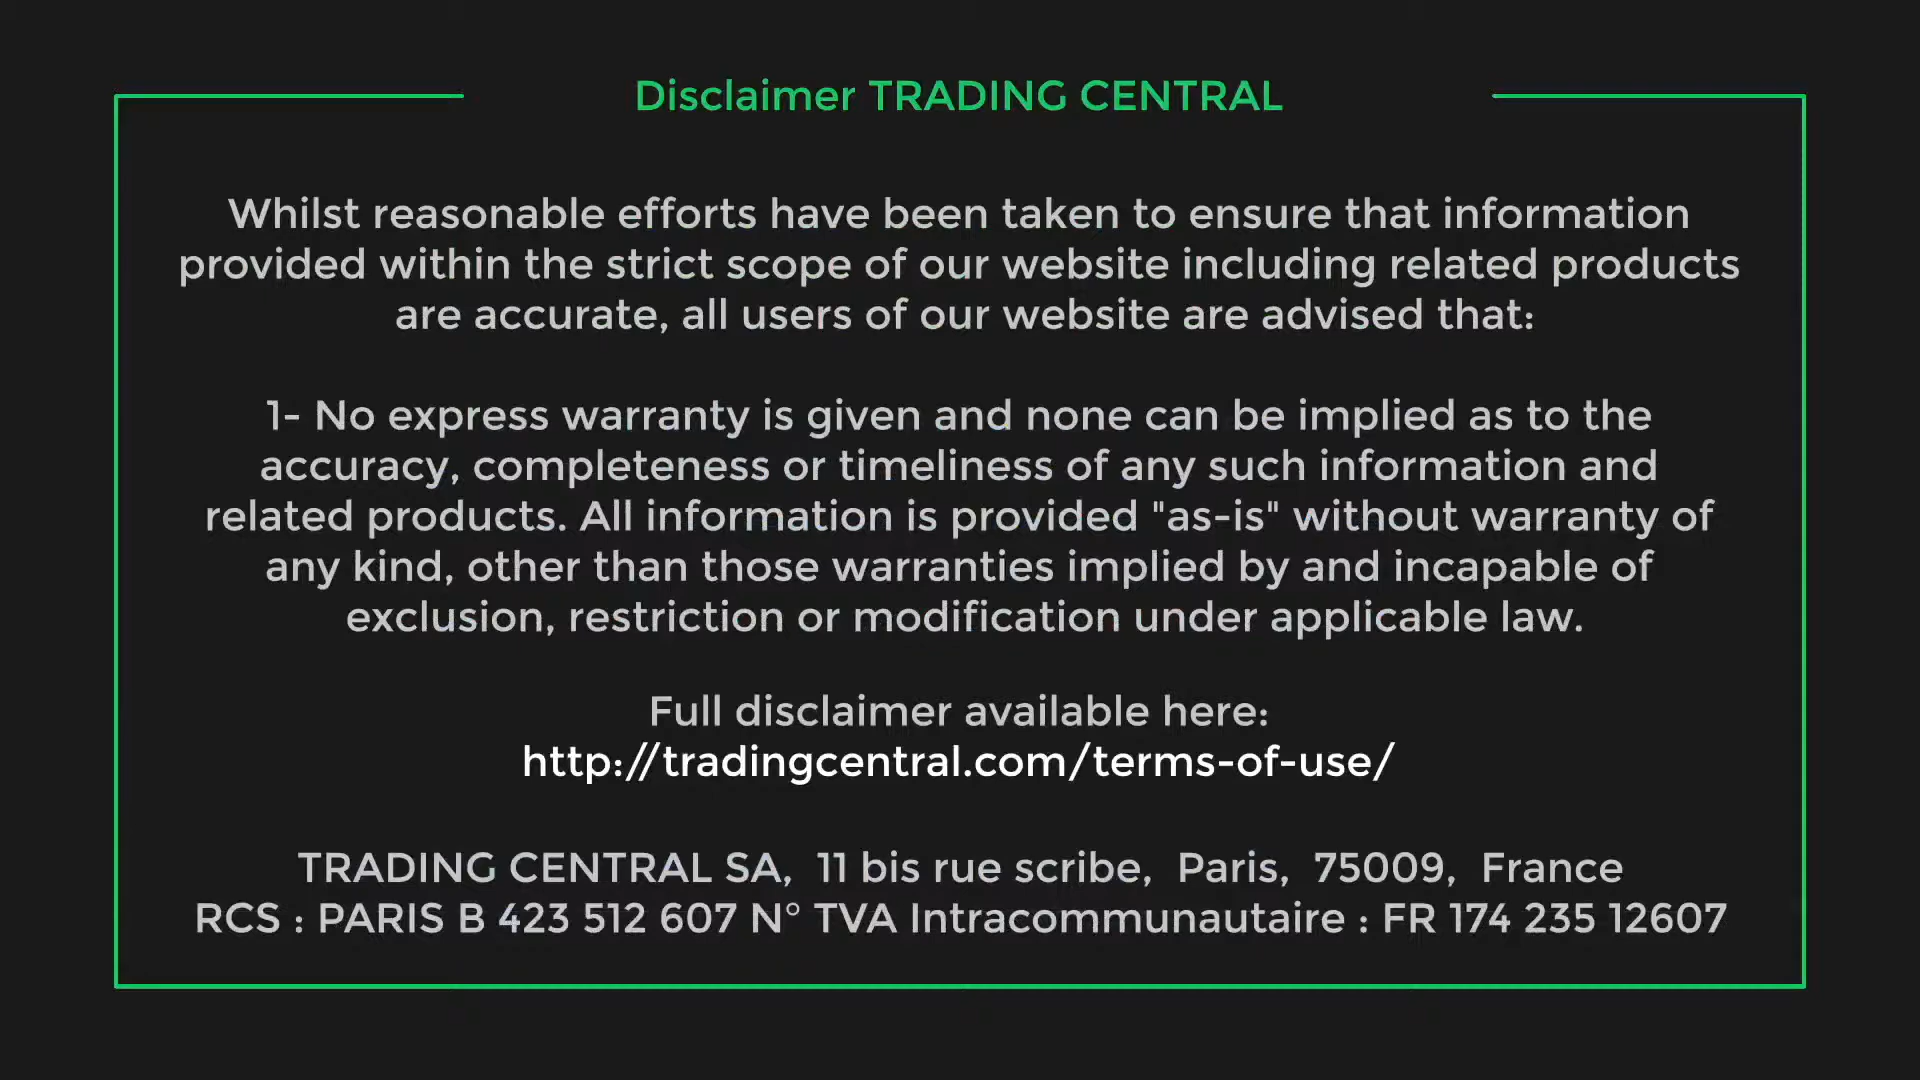 Disclaimer TRADING CENTRAL
Whilst reasonable efforts have been taken to ensure that information
provided within the strict scope of our website including related products
are accurate, all users of our website are advised that:
1- No express warranty is given and none can be implied as to the
accuracy, completeness or timeliness of any such information and
related products. All information is provided "as-is" without warranty of
any kind, other than those warranties implied by and incapable of
exclusion, restriction or modification under applicable law.
Full disclaimer available here:
http://tradingcentral.com/terms-of-use/
TRADING CENTRAL SA, 11 bis rue scribe, Paris, 75009, France
RCS : PARIS B 423 512 607 N° TVA Intracommunautaire : FR 174 235 12607